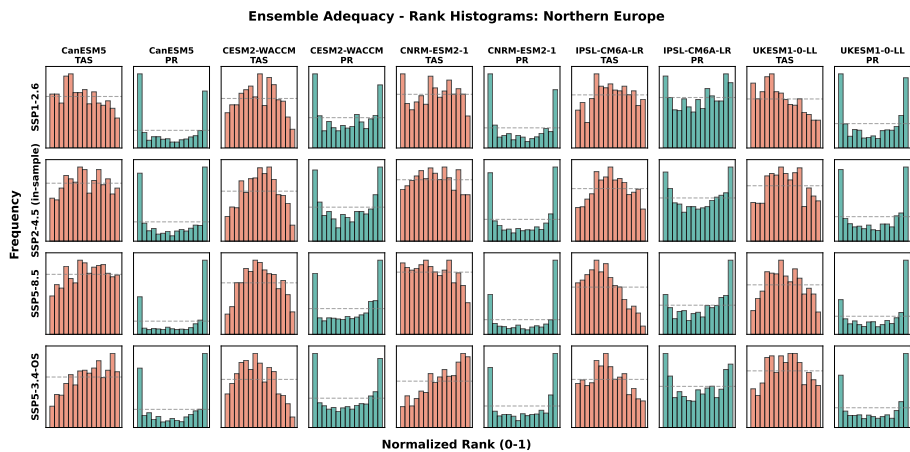 Ensemble Adequacy - Rank Histograms: Northern Europe
CanESM5
TAS
CanESM5
PR
CESM2-WACCM
TAS
CESM2-WACCM
PR
CNRM-ESM2-1
TAS
CNRM-ESM2-1
PR
IPSL-CM6A-LR
TAS
IPSL-CM6A-LR
PR
UKESM1-0-LL
TAS
UKESM1-0-LL
PR
Frequency
SSP1-2.6
SSP2-4.5 (in-sample)
SSP5-8.5
SSP5-3.4-OS
Normalized Rank (0-1)